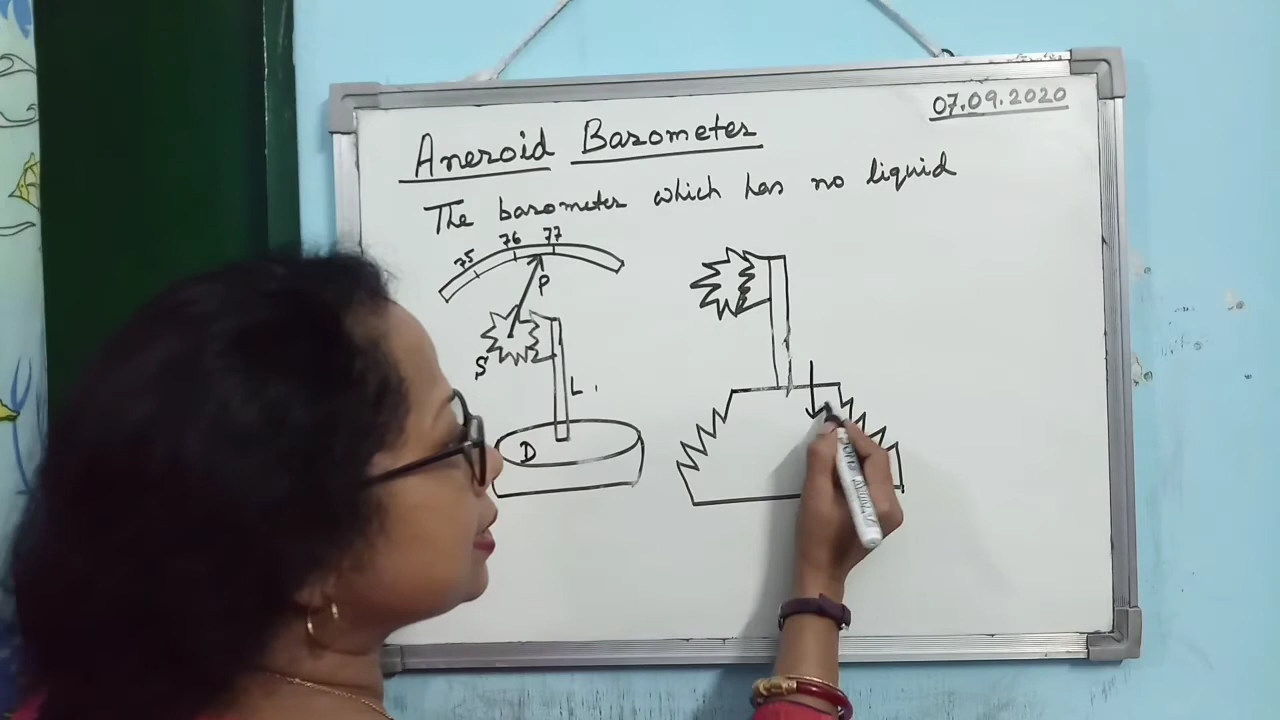 07.09.2020
Aneroid Barometer
The barometer which has no liquid
75 76 77
P
S
L
D